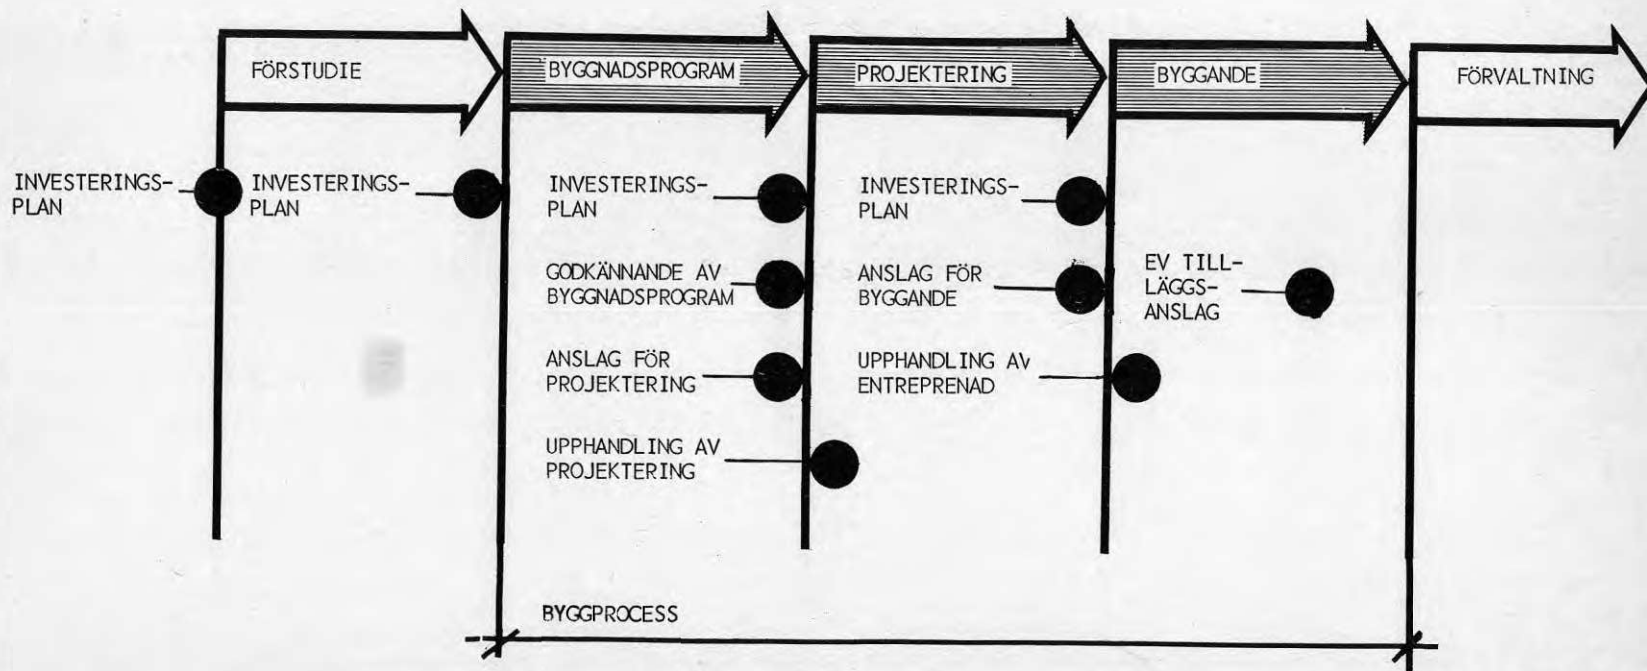 FÖRSTUDIE
BYGGNADSPROGRAM
PROJEKTERING
BYGGANDE
FÖRVALTNING
INVESTERINGS-
PLAN
INVESTERINGS-
PLAN
INVESTERINGS-
PLAN
GODKÄNNANDE AV
BYGGNADSPROGRAM
ANSLAG FÖR
PROJEKTERING
UPPHANDLING AV
PROJEKTERING
INVESTERINGS-
PLAN
ANSLAG FÖR
BYGGANDE
UPPHANDLING AV
ENTREPRENAD
EV TILL-
LÄGGS-
ANSLAG
BYGGPROCESS